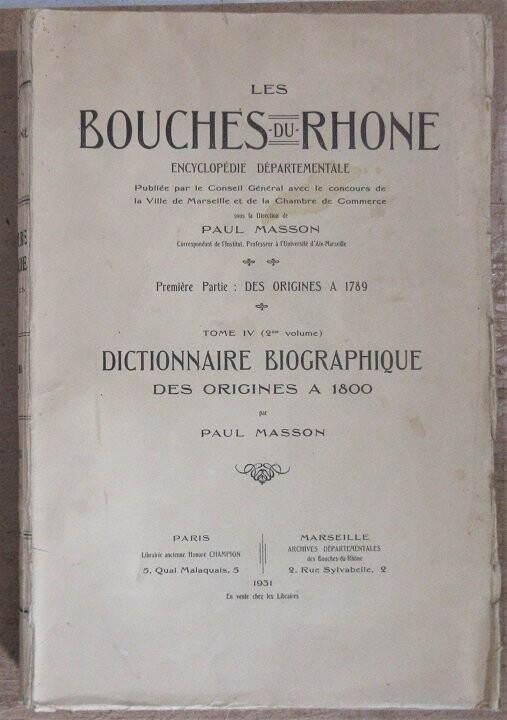 LES
BOUCHES-DU-RHONE
ENCYCLOPÉDIE DÉPARTEMENTALE
Publiée par le Conseil Général avec le concours de
la Ville de Marseille et de la Chambre de Commerce
sous la Direction de
PAUL MASSON
Correspondant de l'Institut, Professeur à l'Université d'Aix-Marseille
Première Partie : DES ORIGINES A 1789
TOME IV (2me volume)
DICTIONNAIRE BIOGRAPHIQUE
DES ORIGINES A 1800
par
PAUL MASSON
PARIS
Librairie ancienne Honoré CHAMPION
5, Quai Malaquais, 5
MARSEILLE
ARCHIVES DÉPARTEMENTALES
des Bouches-du-Rhône
2, Rue Sylvabelle, 2
1931
En vente chez les Libraires